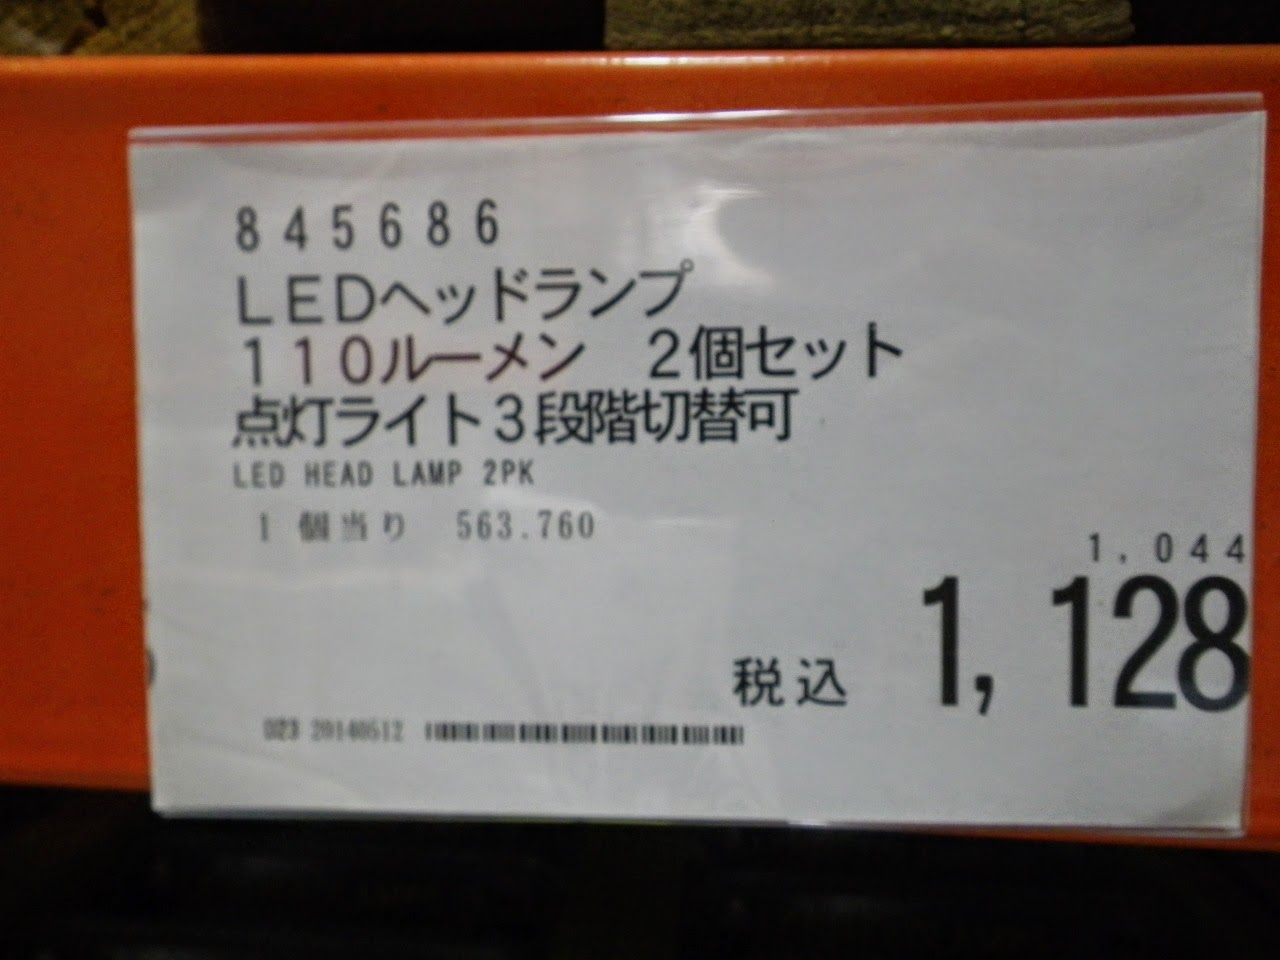 845686
LEDヘッドランプ
110ルーメン 2個セット
点灯ライト3段階切替可
LED HEAD LAMP 2PK
1個当り 563.760
1,044
税込 1,128
023 20140512